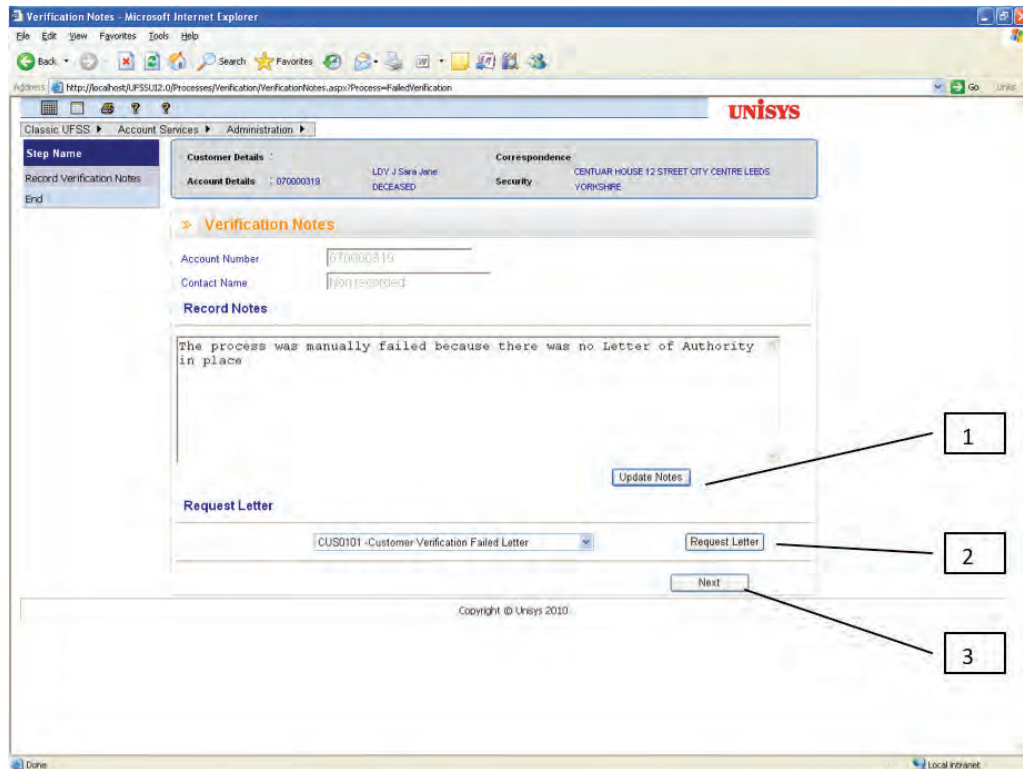 Verification Notes - Microsoft Internet Explorer
File Edit View Favorites Tools Help
Back Search Favorites
Address http://localhost/UFSSUI2.0/Processes/Verification/VerificationNotes.aspx?Process=FailedVerification Go Links
UNISYS
Classic UFSS Account Services Administration
Step Name
Record Verification Notes
End
Customer Details : Correspondence
Account Details : 070000319 LDY J Sara Jane DECEASED Security CENTUAR HOUSE 12 STREET CITY CENTRE LEEDS YORKSHIRE
» Verification Notes
Account Number 070000319
Contact Name Non recorded
Record Notes
The process was manually failed because there was no Letter of Authority
in place
1
Update Notes
Request Letter
CUS0101 -Customer Verification Failed Letter Request Letter
2
Next
Copyright © Unisys 2010
3
Done Local intranet